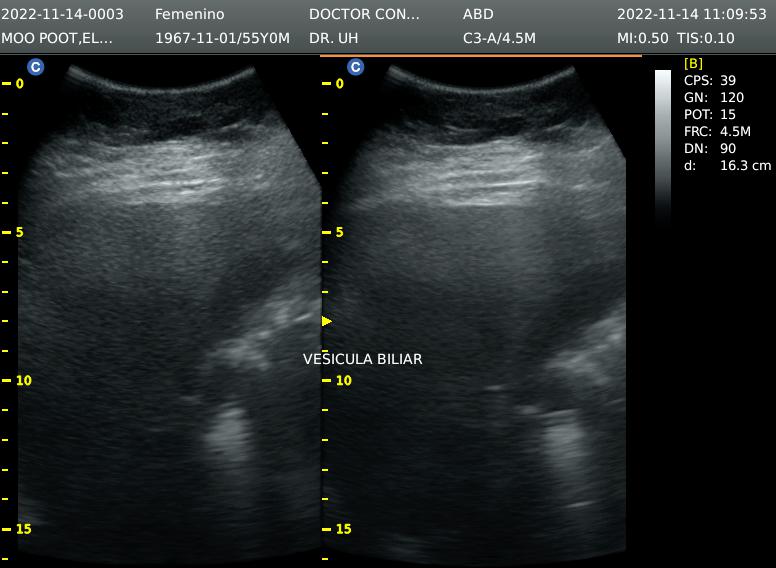 2022-11-14-0003 Femenino DOCTOR CON... ABD 2022-11-14 11:09:53
MOO POOT,EL... 1967-11-01/55Y0M DR. UH C3-A/4.5M MI:0.50 TIS:0.10
C C
[B]
CPS: 39
GN: 120
POT: 15
FRC: 4.5M
DN: 90
d: 16.3 cm
0 0
5 5
VESICULA BILIAR
10 10
15 15